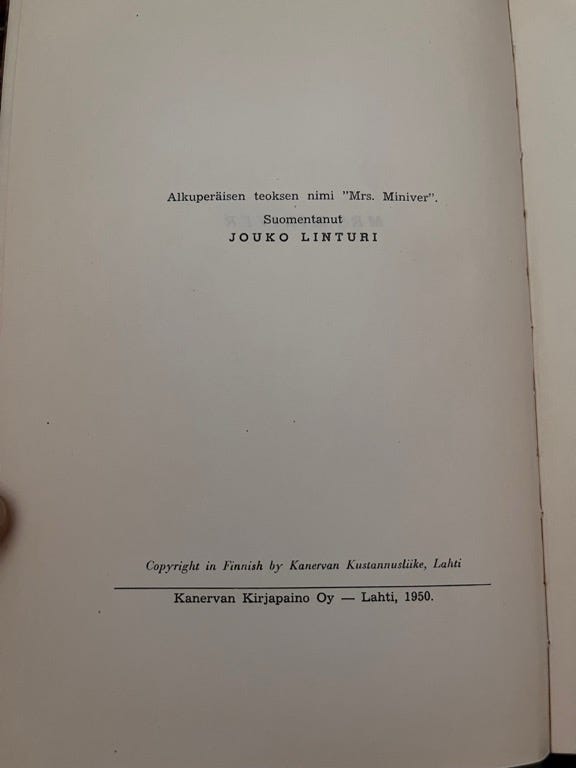 Alkuperäisen teoksen nimi "Mrs. Miniver".
Suomentanut
JOUKO LINTURI
Copyright in Finnish by Kanervan Kustannusliike, Lahti
Kanervan Kirjapaino Oy — Lahti, 1950.